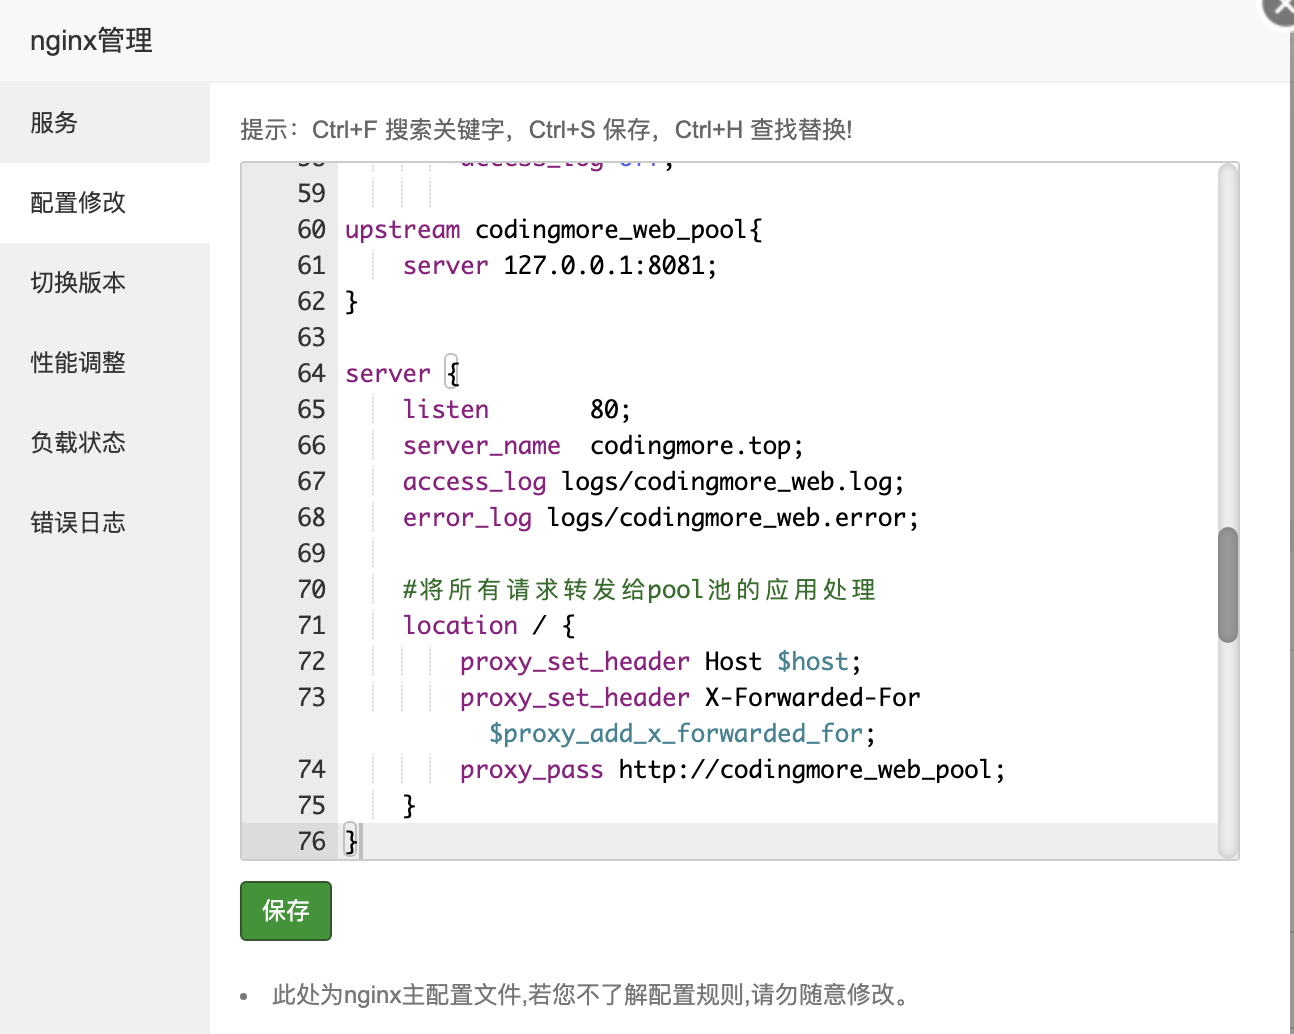 nginx管理
服务
配置修改
切换版本
性能调整
负载状态
错误日志
提示：Ctrl+F 搜索关键字，Ctrl+S 保存，Ctrl+H 查找替换!
59
60 upstream codingmore_web_pool{
61 server 127.0.0.1:8081;
62 }
63
64 server {
65 listen 80;
66 server_name codingmore.top;
67 access_log logs/codingmore_web.log;
68 error_log logs/codingmore_web.error;
69
70 #将所有请求转发给pool池的应用处理
71 location / {
72 proxy_set_header Host $host;
73 proxy_set_header X-Forwarded-For
$proxy_add_x_forwarded_for;
74 proxy_pass http://codingmore_web_pool;
75 }
76 }
保存
此处为nginx主配置文件,若您不了解配置规则,请勿随意修改。